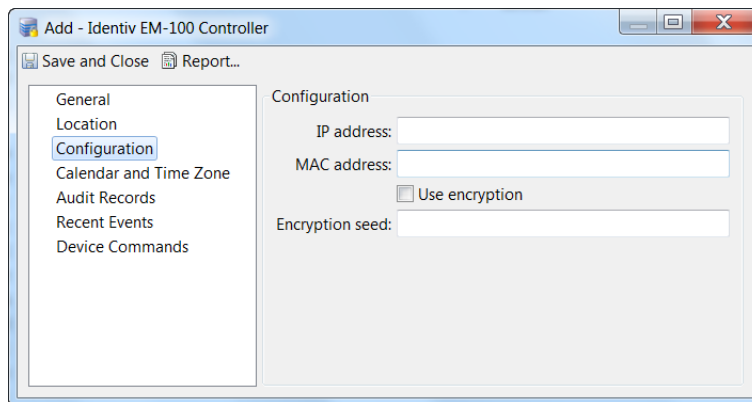 Add - Identiv EM-100 Controller
Save and Close Report...
General
Location
Configuration
Calendar and Time Zone
Audit Records
Recent Events
Device Commands
Configuration
IP address:
MAC address:
Use encryption
Encryption seed: